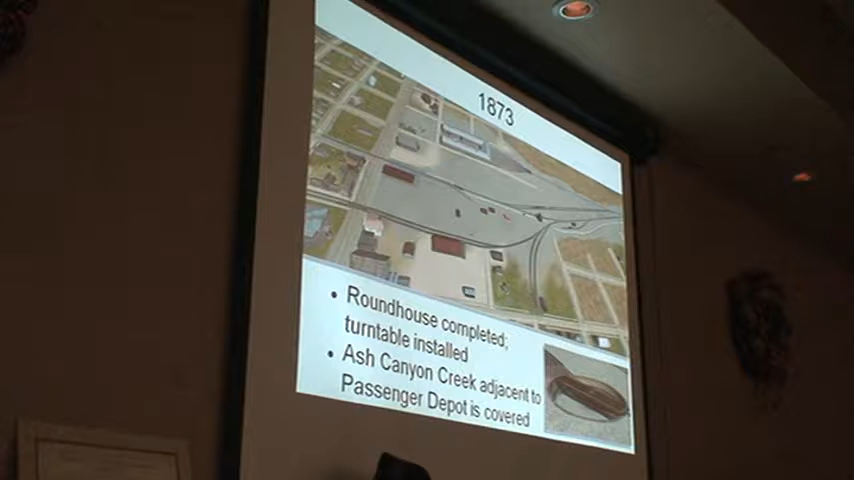 1873
• Roundhouse completed;
turntable installed
• Ash Canyon Creek adjacent to
Passenger Depot is covered